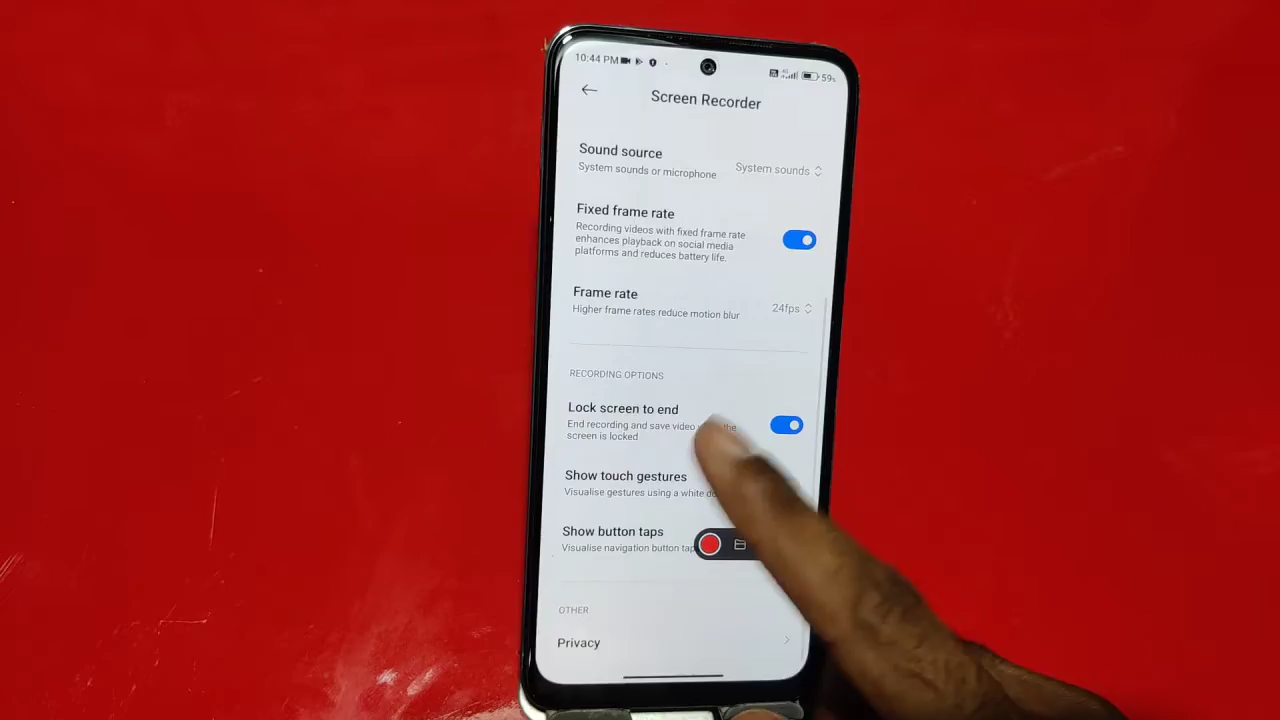 10:44 PM
59%
Screen Recorder
Sound source
System sounds or microphone
System sounds
Fixed frame rate
Recording videos with fixed frame rate
enhances playback on social media
platforms and reduces battery life.
Frame rate
Higher frame rates reduce motion blur
24fps
RECORDING OPTIONS
Lock screen to end
End recording and save video the
screen is locked
Show touch gestures
Visualise gestures using a white
Show button taps
Visualise navigation button
OTHER
Privacy